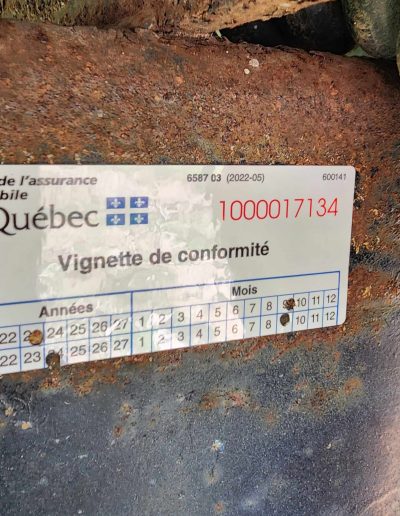 de l'assurance
bile
6587 03 (2022-05)
600141
Québec
1000017134
Vignette de conformité
Années
Mois
22 24 25 26 27 1 2 3 4 5 6 7 8 9 10 11 12
22 23 25 26 27 1 2 3 4 5 6 7 8 10 11 12